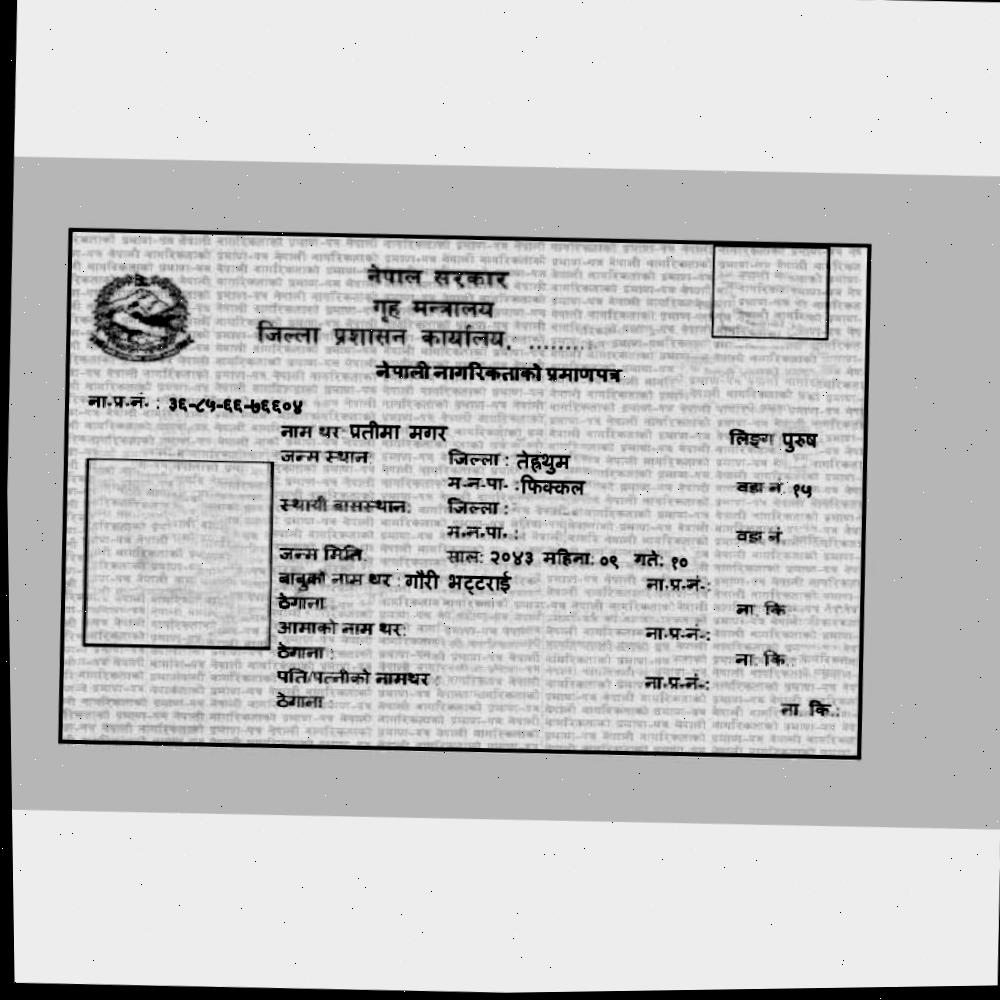 नेपाल सरकार
गृह मन्त्रालय
जिल्ला प्रशासन कार्यालय, ..........
नेपाली नागरिकताको प्रमाणपत्र
ना.प्र.नं. : ३६-८५-६६-७६६०४
नाम थर प्रतीमा मगर लिङ्ग पुरुष
जन्म स्थान: जिल्ला : तेह्रथुम
म.न.पा. : फिक्कल वडा नं. १५
स्थायी बासस्थान: जिल्ला :
म.न.पा. : वडा नं.
जन्म मिति: साल: २०४३ महिना: ०९ गते: १०
बाबुको नाम थर : गौरी भट्टराई ना.प्र.नं.:
ठेगाना ना. कि.
आमाको नाम थर: ना.प्र.नं.:
ठेगाना : ना. कि.:
पति/पत्नीको नामथर : ना.प्र.नं.:
ठेगाना : ना. कि.: